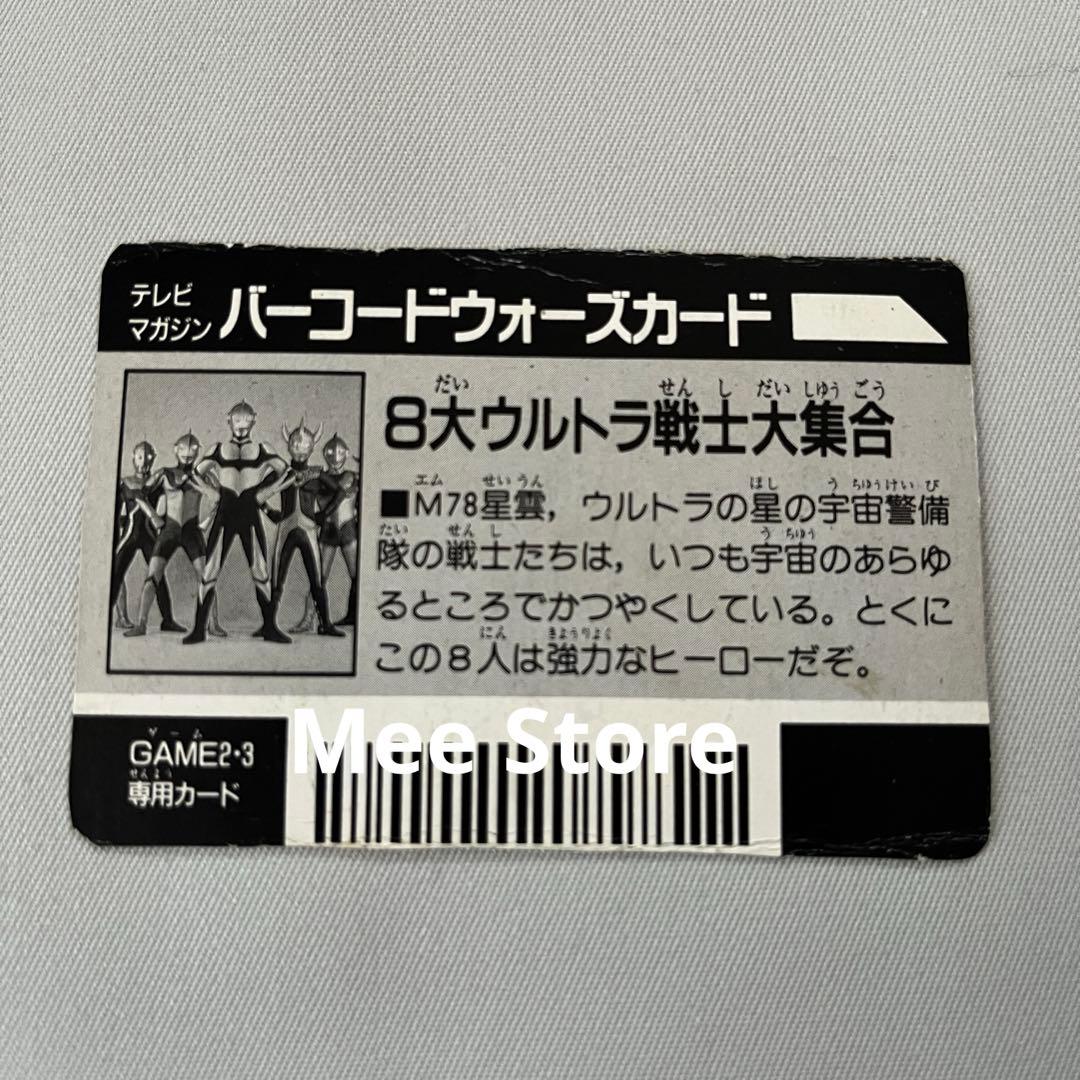 テレビ
マガジン
バーコードウォーズカード
8大ウルトラ戦士大集合
■M78星雲，ウルトラの星の宇宙警備
隊の戦士たちは，いつも宇宙のあらゆ
るところでかつやくしている。とくに
この8人は強力なヒーローだぞ。
Mee Store
GAME2・3
専用カード